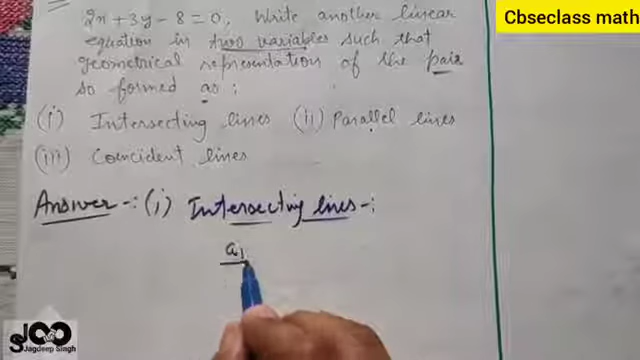 2x + 3y - 8 = 0, Write another linear
equation in two variables such that
geometrical representation of the pair
so formed as :
(i) Intersecting lines (ii) Parallel lines
(iii) Coincident lines
Answer -: (i) Intersecting lines -:
a1
Cbseclass math
Jagdeep Singh